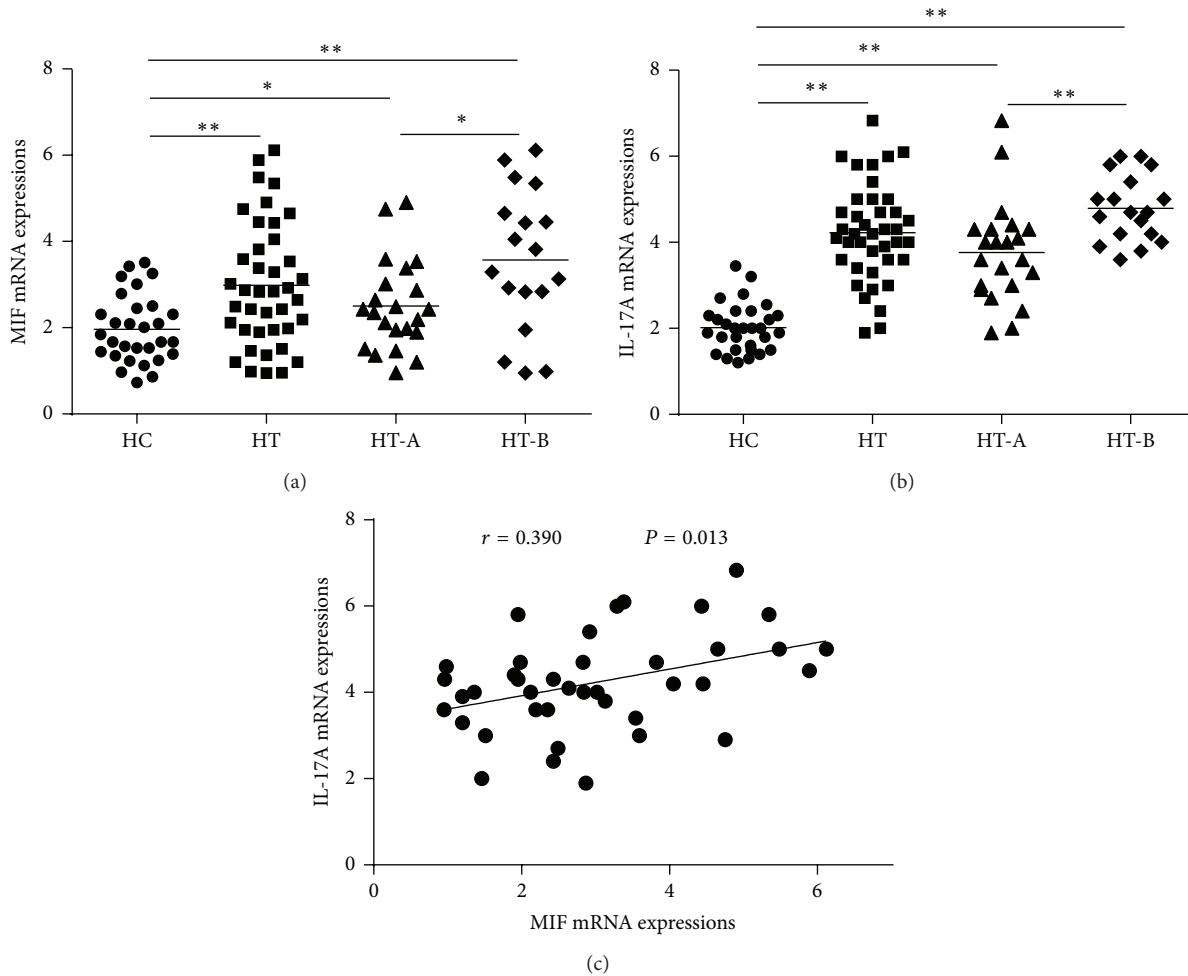 **
*
**
*
8
6
4
2
0
MIF mRNA expressions
HC HT HT-A HT-B
(a)
**
**
**
**
8
6
4
2
0
IL-17A mRNA expressions
HC HT HT-A HT-B
(b)
r = 0.390 P = 0.013
8
6
4
2
0
IL-17A mRNA expressions
0 2 4 6
MIF mRNA expressions
(c)